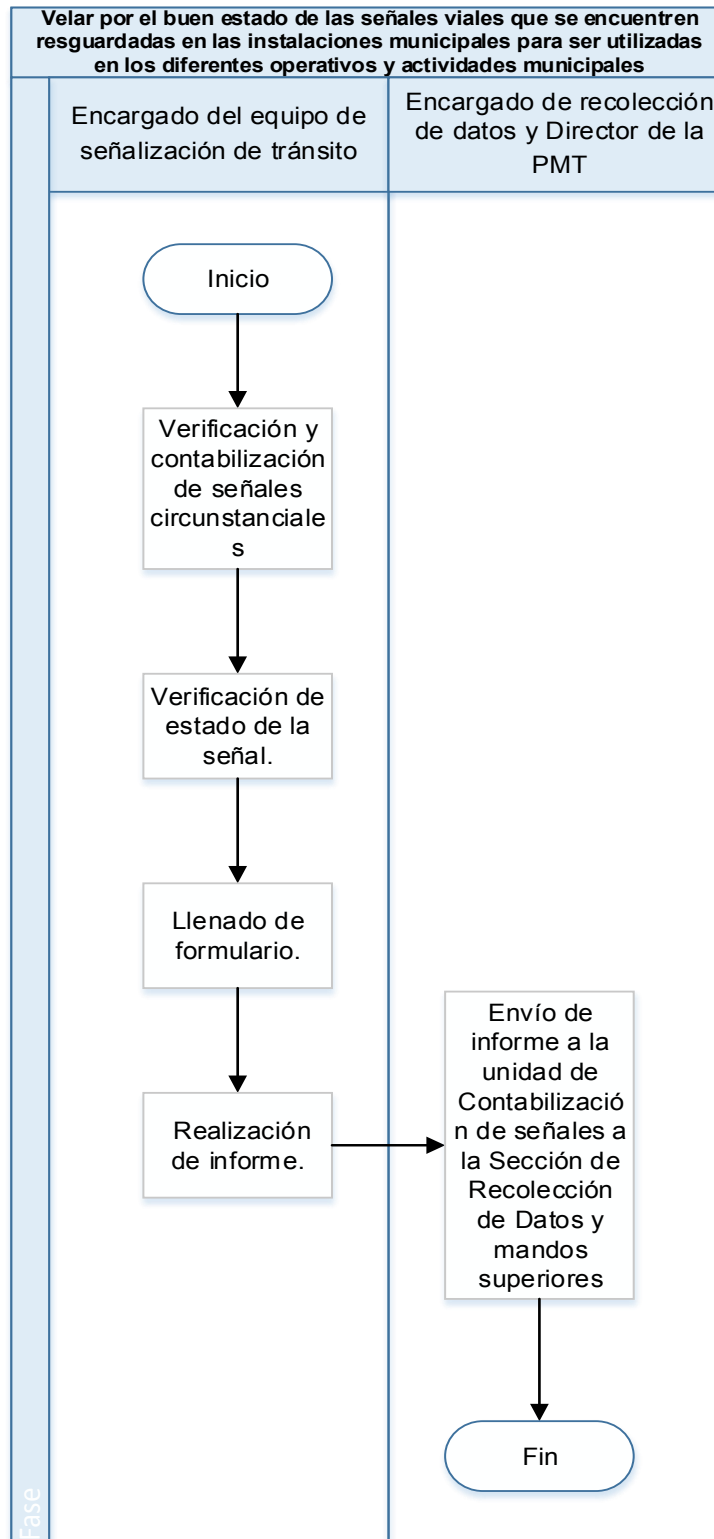 Velar por el buen estado de las señales viales que se encuentren
resguardadas en las instalaciones municipales para ser utilizadas
en los diferentes operativos y actividades municipales
Encargado del equipo de
señalización de tránsito
Encargado de recolección
de datos y Director de la
PMT
Inicio
Verificación y
contabilización
de señales
circunstanciale
s
Verificación de
estado de la
señal.
Llenado de
formulario.
Realización
de informe.
Envío de
informe a la
unidad de
Contabilizació
n de señales a
la Sección de
Recolección
de Datos y
mandos
superiores
Fin
Fase